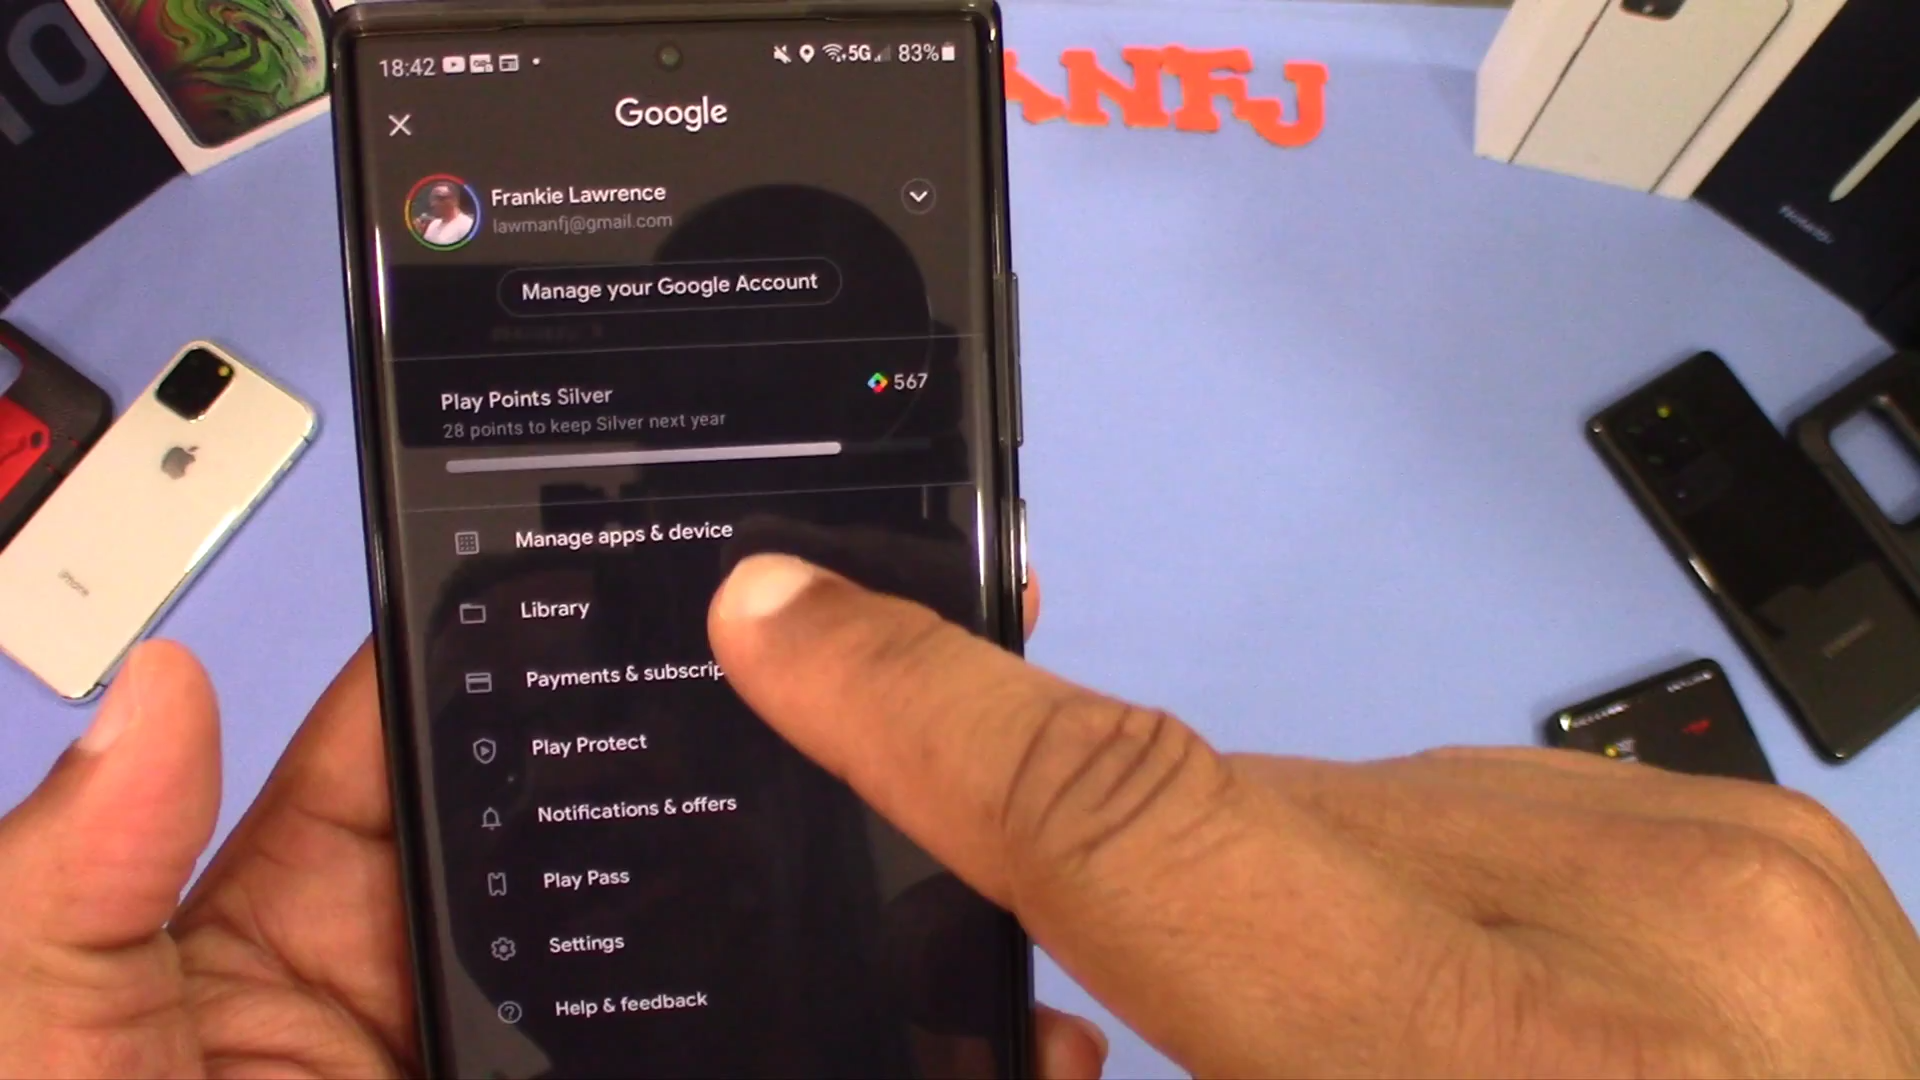 18:42 5G 83%
Google
Frankie Lawrence
lawmanfj@gmail.com
Manage your Google Account
Play Points Silver
567
28 points to keep Silver next year
Manage apps & device
Library
Payments & subscrip
Play Protect
Notifications & offers
Play Pass
Settings
Help & feedback
ANFJ
10
iPhone